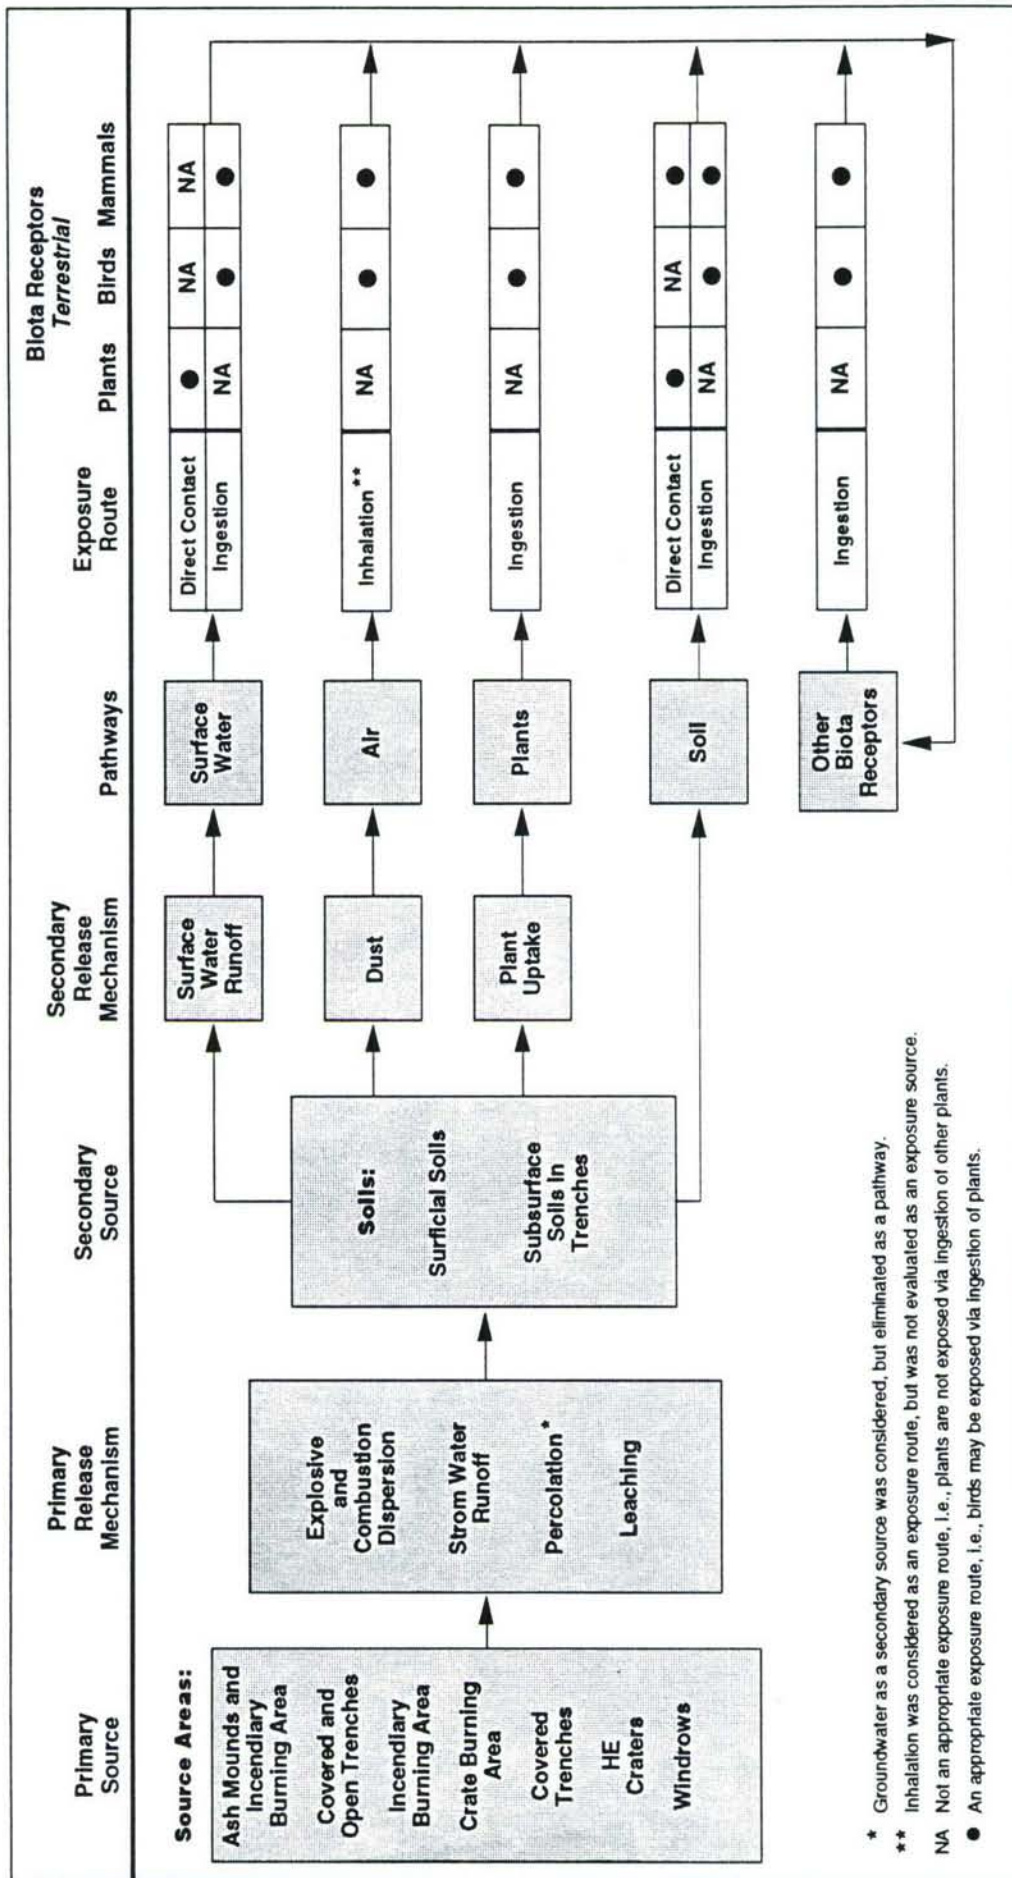 Biota Receptors
Terrestrial
Primary
Source
Primary
Release
Mechanism
Secondary
Source
Secondary
Release
Mechanism
Pathways
Exposure
Route
Plants
Birds
Mammals
Source Areas:
Ash Mounds and
Incendiary
Burning Area
Covered and
Open Trenches
Incendiary
Burning Area
Crate Burning
Area
Covered
Trenches
HE
Craters
Windrows
Explosive
and
Combustion
Dispersion
Strom Water
Runoff
Percolation *
Leaching
Soils:
Surficial Soils
Subsurface
Soils In
Trenches
Surface
Water
Runoff
Surface
Water
Direct Contact ● NA NA
Ingestion NA ● ●
Dust
Air
Inhalation** NA ● ●
Plant
Uptake
Plants
Ingestion NA ● ●
Soil
Direct Contact ● NA ●
Ingestion NA ● ●
Other
Biota
Receptors
Ingestion NA ● ●
* Groundwater as a secondary source was considered, but eliminated as a pathway.
** Inhalation was considered as an exposure route, but was not evaluated as an exposure source.
NA Not an appropriate exposure route, i.e., plants are not exposed via ingestion of other plants.
● An appropriate exposure route, i.e., birds may be exposed via ingestion of plants.